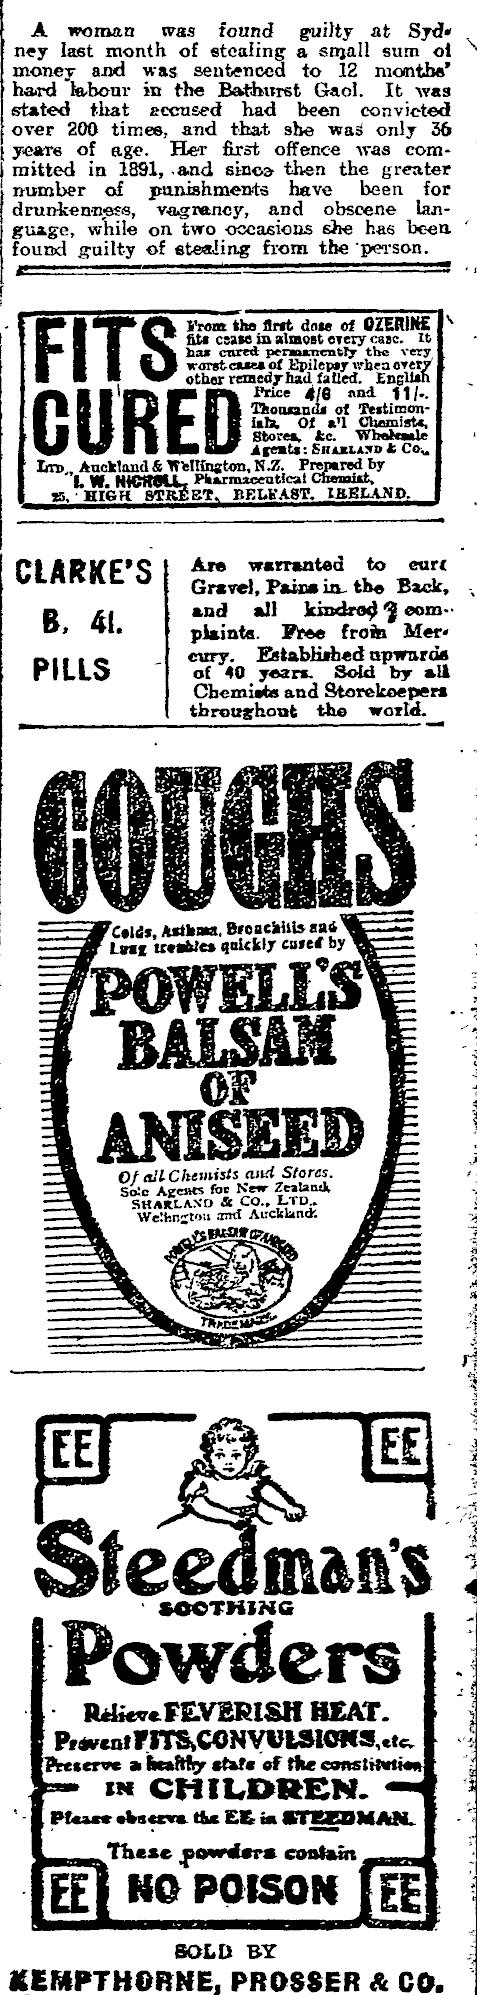 A woman was found guilty at Syd-
ney last month of stealing a small sum of
money and was sentenced to 12 months'
hard labour in the Bathurst Gaol. It was
stated that accused had been convicted
over 200 times, and that she was only 36
years of age. Her first offence was com-
mitted in 1891, and since then the greater
number of punishments have been for
drunkenness, vagrancy, and obscene lan-
guage, while on two occasions she has been
found guilty of stealing from the person.
FITS
CURED
From the first dose of OZERINE
fits cease in almost every case. It
has cured permanently the very
worst cases of Epilepsy when every
other remedy had failed. English
Price 4/6 and 11/-.
Thousands of Testimon-
ials. Of all Chemists,
Stores, &c. Wholesale
Agents: SHARLAND & Co.,
LTD., Auckland & Wellington, N.Z. Prepared by
I. W. NICHOLL, Pharmaceutical Chemist,
25, HIGH STREET, BELFAST, IRELAND.
CLARKE'S
B. 41.
PILLS
Are warranted to cure
Gravel, Pains in the Back,
and all kindred com-
plaints. Free from Mer-
cury. Established upwards
of 40 years. Sold by all
Chemists and Storekeepers
throughout the world.
COUGHS
Colds, Asthma, Bronchitis and
Lung troubles quickly cured by
POWELL'S
BALSAM
OF
ANISEED
Of all Chemists and Stores.
Sole Agents for New Zealand,
SHARLAND & CO., LTD.,
Wellington and Auckland.
POWELL'S BALSAM OF ANISEED
TRADE MARK
EE EE
Steedman's
SOOTHING
Powders
Relieve FEVERISH HEAT.
Prevent FITS, CONVULSIONS, etc.
Preserve a healthy state of the constitution
IN CHILDREN.
Please observe the EE in STEEDMAN.
These powders contain
EE NO POISON EE
SOLD BY
KEMPTHORNE, PROSSER & CO.